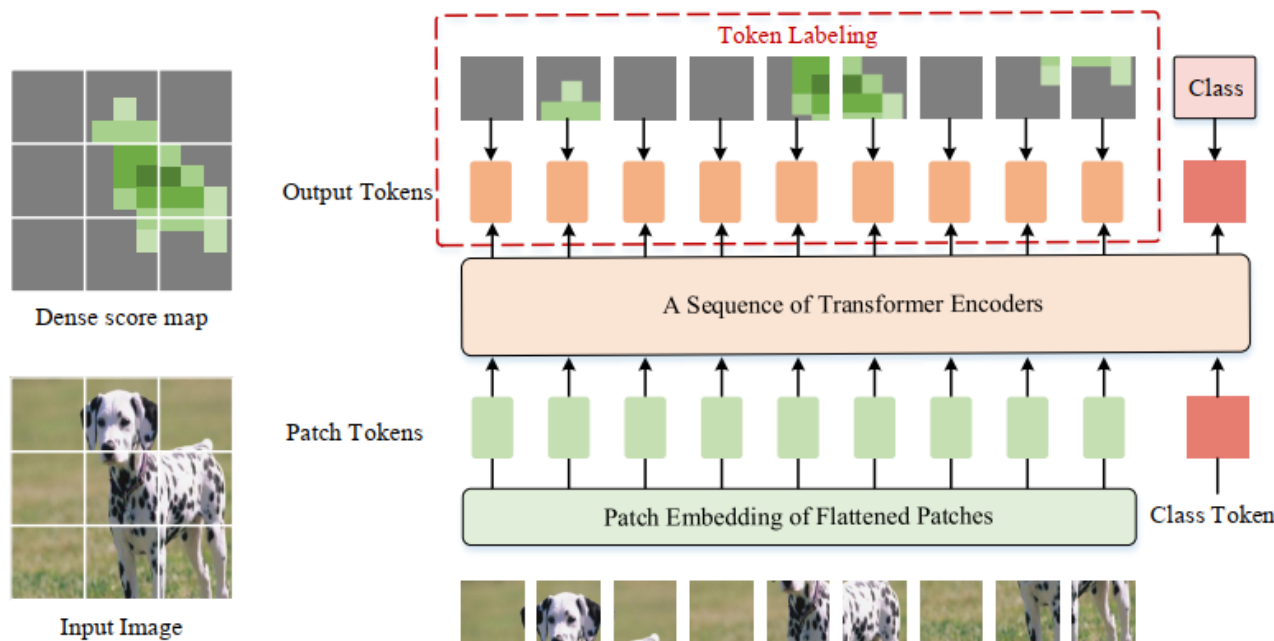 Token Labeling
Class
Output Tokens
Dense score map
A Sequence of Transformer Encoders
Patch Tokens
Patch Embedding of Flattened Patches
Class Token
Input Image